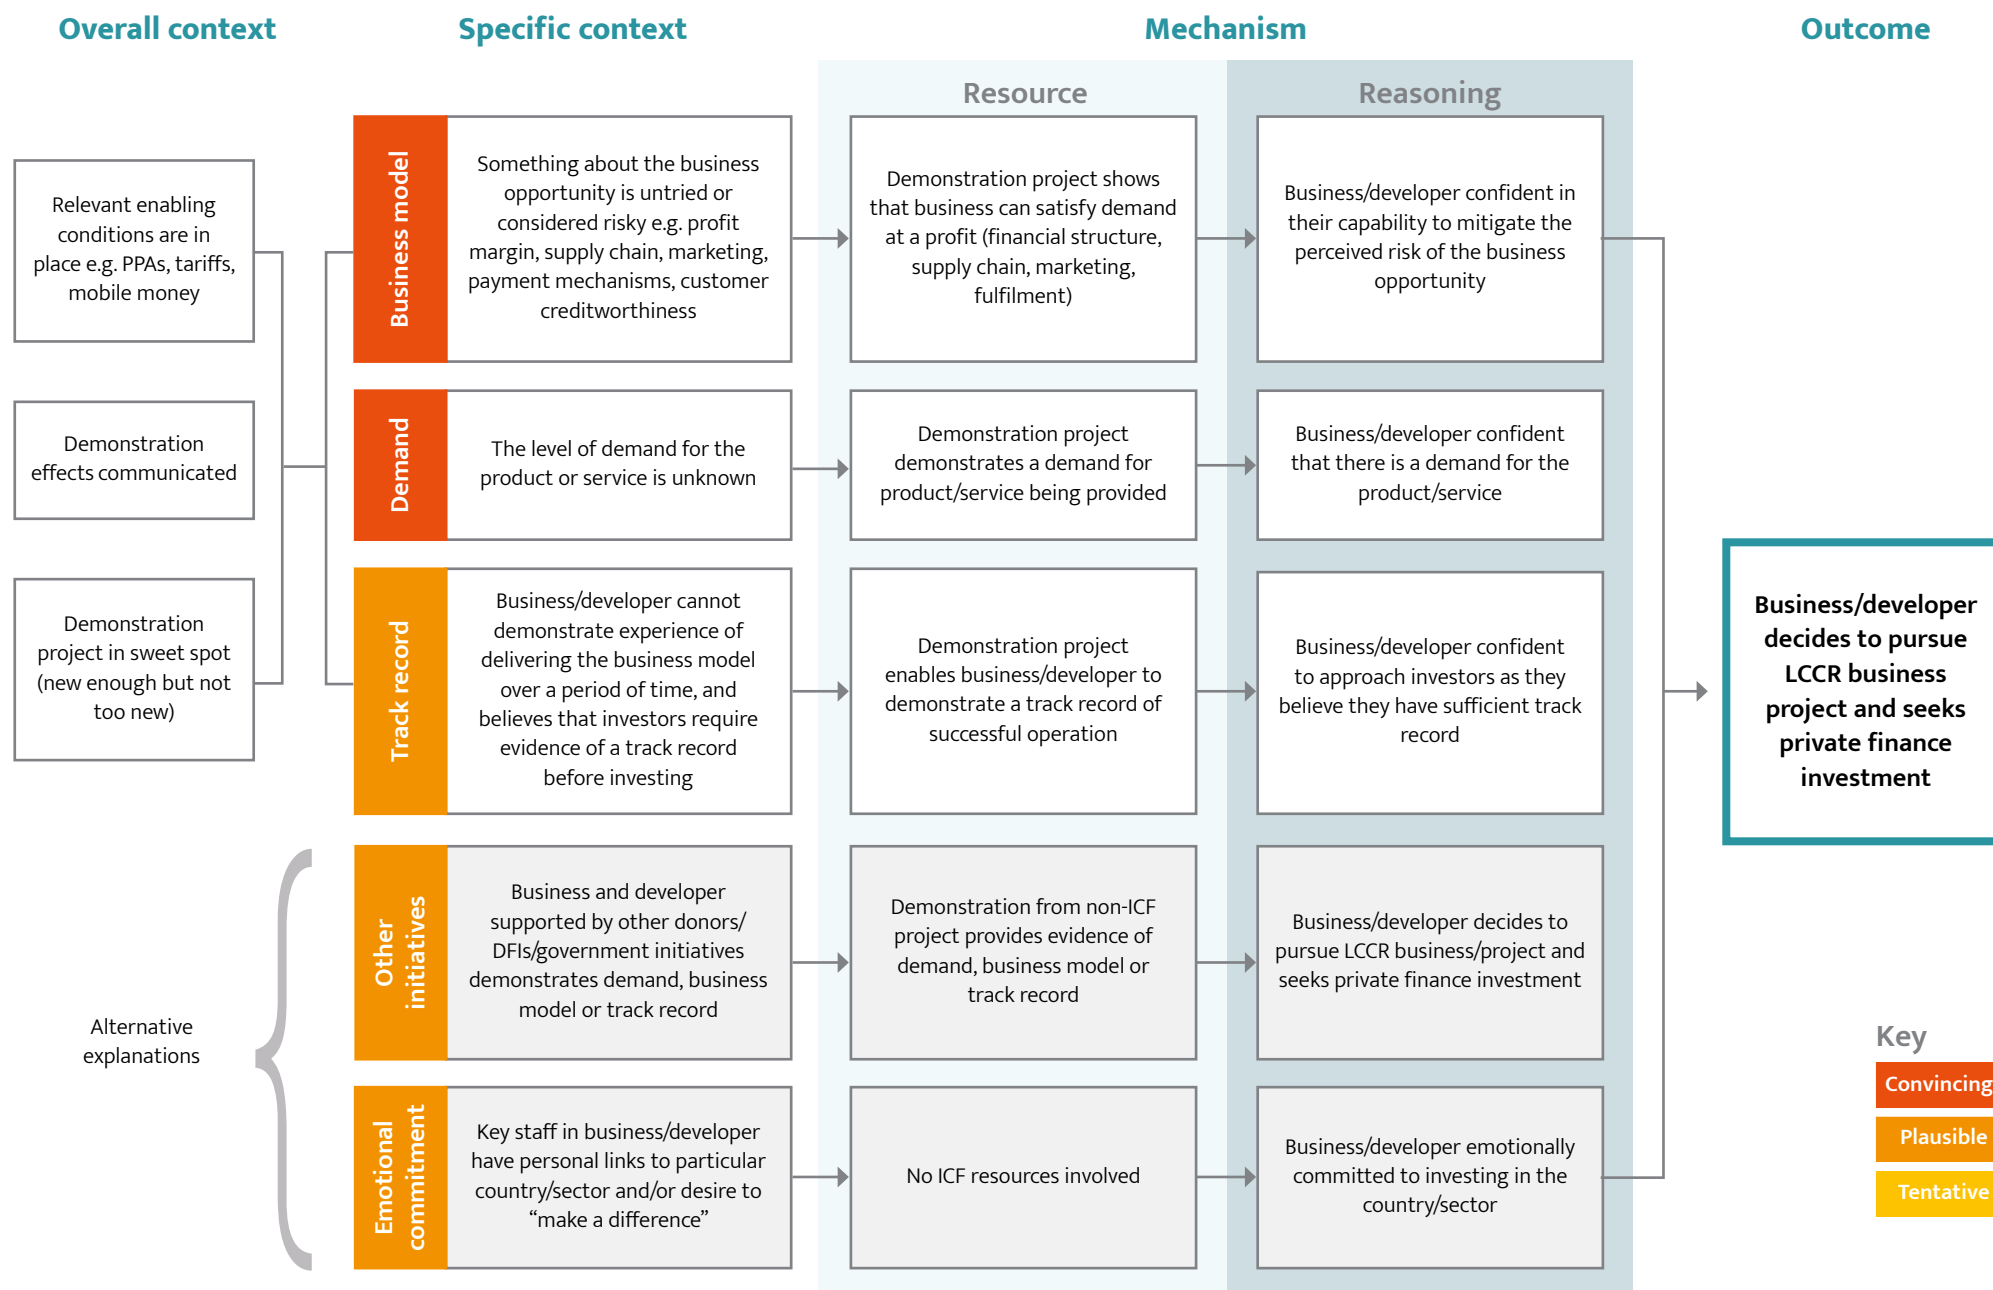 Overall context
Specific context
Mechanism
Outcome
Resource
Reasoning
Relevant enabling
conditions are in
place e.g. PPAs, tariffs,
mobile money
Demonstration
effects communicated
Demonstration
project in sweet spot
(new enough but not
too new)
Business model
Something about the business
opportunity is untried or
considered risky e.g. profit
margin, supply chain, marketing,
payment mechanisms, customer
creditworthiness
Demonstration project shows
that business can satisfy demand
at a profit (financial structure,
supply chain, marketing,
fulfilment)
Business/developer confident in
their capability to mitigate the
perceived risk of the business
opportunity
Demand
The level of demand for the
product or service is unknown
Demonstration project
demonstrates a demand for
product/service being provided
Business/developer confident
that there is a demand for the
product/service
Track record
Business/developer cannot
demonstrate experience of
delivering the business model
over a period of time, and
believes that investors require
evidence of a track record
before investing
Demonstration project
enables business/developer to
demonstrate a track record of
successful operation
Business/developer confident
to approach investors as they
believe they have sufficient track
record
Business/developer
decides to pursue
LCCR business
project and seeks
private finance
investment
Alternative
explanations
Other
initiatives
Business and developer
supported by other donors/
DFIs/government initiatives
demonstrates demand, business
model or track record
Demonstration from non-ICF
project provides evidence of
demand, business model or
track record
Business/developer decides to
pursue LCCR business/project and
seeks private finance investment
Emotional
commitment
Key staff in business/developer
have personal links to particular
country/sector and/or desire to
“make a difference”
No ICF resources involved
Business/developer emotionally
committed to investing in the
country/sector
Key
Convincing
Plausible
Tentative